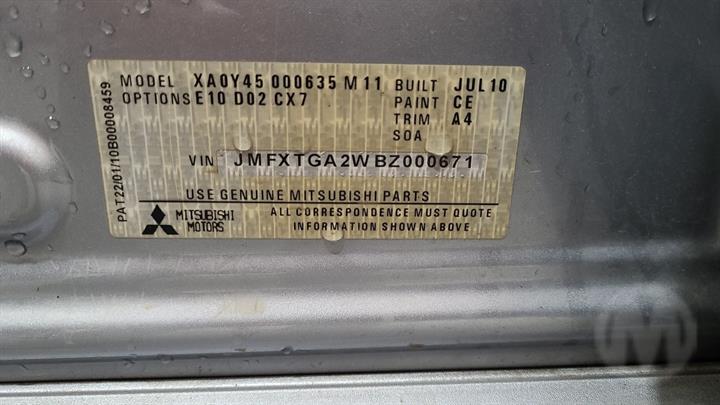 MODEL XA0Y45 000635 M11 BUILT JUL10
OPTIONS E10 D02 CX7 PAINT CE
TRIM A4
SOA
VIN JMFXTGA2WBZ000671
USE GENUINE MITSUBISHI PARTS
MITSUBISHI MOTORS
ALL CORRESPONDENCE MUST QUOTE
INFORMATION SHOWN ABOVE.
PAT22/01/10B00008459
M